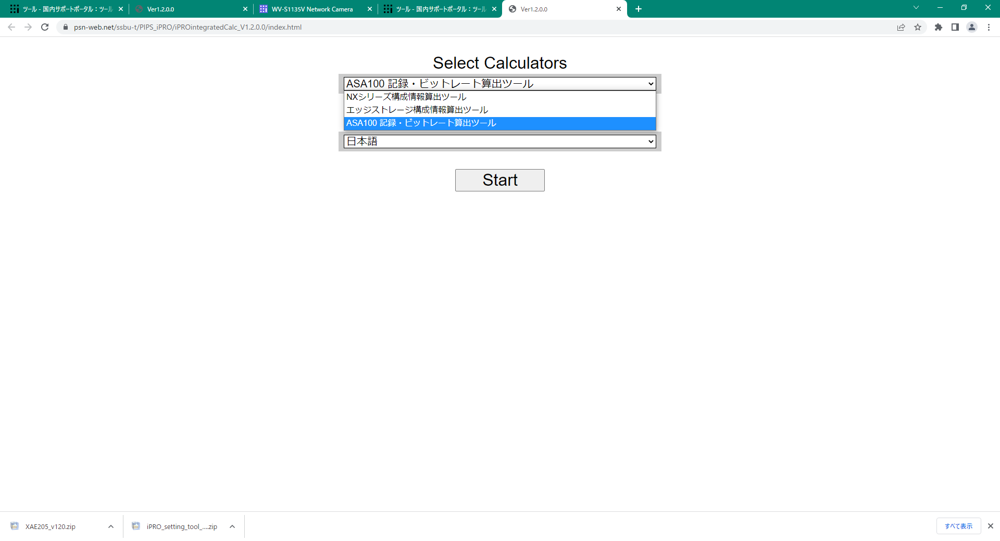 ツール - 国内サポートポータル：ツール
Ver1.2.0.0
WV-S1135V Network Camera
ツール - 国内サポートポータル：ツール
Ver1.2.0.0
psn-web.net/ssbu-t/PIPS_iPRO/iPROintegratedCalc_V1.2.0.0/index.html
Select Calculators
ASA100 記録・ビットレート算出ツール
NXシリーズ構成情報算出ツール
エッジストレージ構成情報算出ツール
ASA100 記録・ビットレート算出ツール
日本語
Start
XAE205_v120.zip
iPRO_setting_tool_....zip
すべて表示